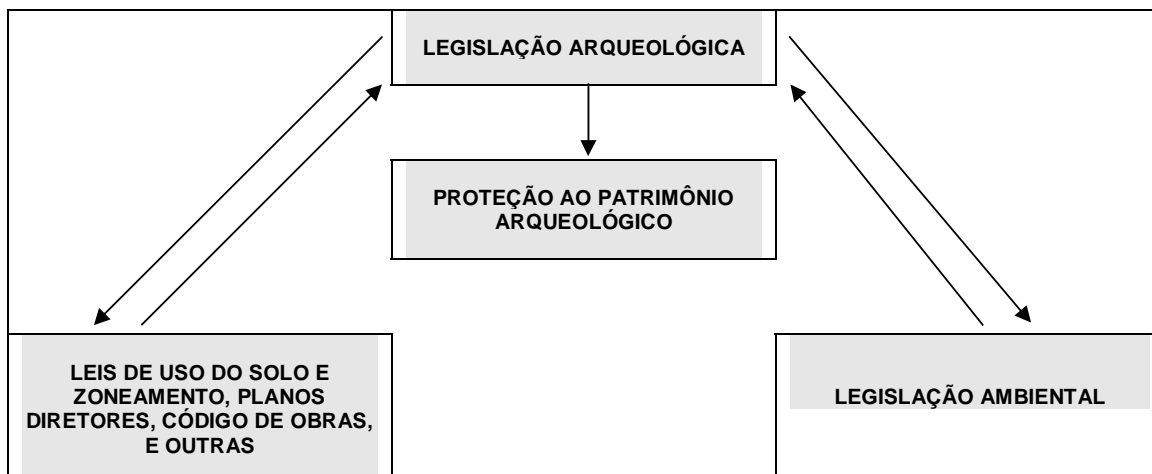 LEGISLAÇÃO ARQUEOLÓGICA
PROTEÇÃO AO PATRIMÔNIO
ARQUEOLÓGICO
LEIS DE USO DO SOLO E
ZONEAMENTO, PLANOS
DIRETORES, CÓDIGO DE OBRAS,
E OUTRAS
LEGISLAÇÃO AMBIENTAL